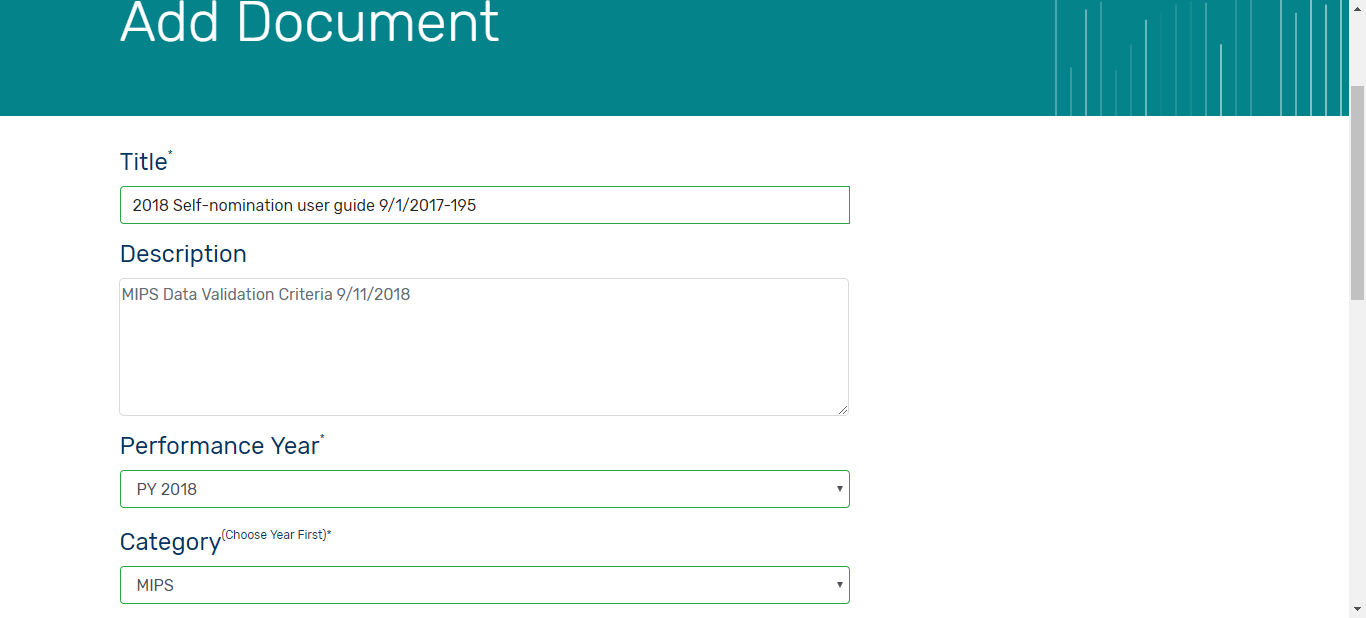 Add Document
Title*
2018 Self-nomination user guide 9/1/2017-195
Description
MIPS Data Validation Criteria 9/11/2018
Performance Year*
PY 2018
Category(Choose Year First)*
MIPS